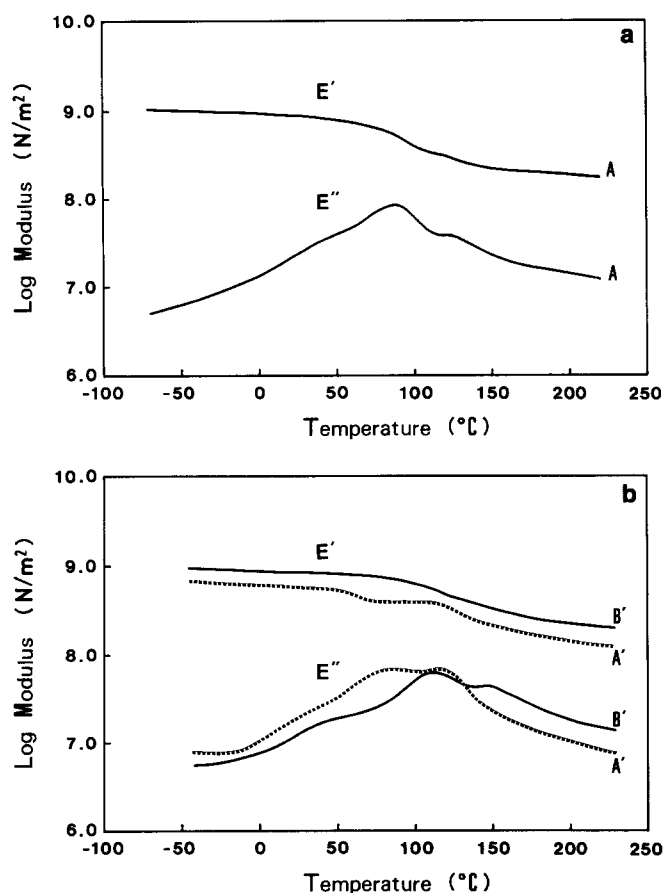 a
10.0
9.0
8.0
7.0
6.0
Log Modulus (N/m²)
E′
A
E″
A
-100 -50 0 50 100 150 200 250
Temperature (°C)
b
10.0
9.0
8.0
7.0
6.0
Log Modulus (N/m²)
E′
B′
A′
E″
B′
A′
-100 -50 0 50 100 150 200 250
Temperature (°C)